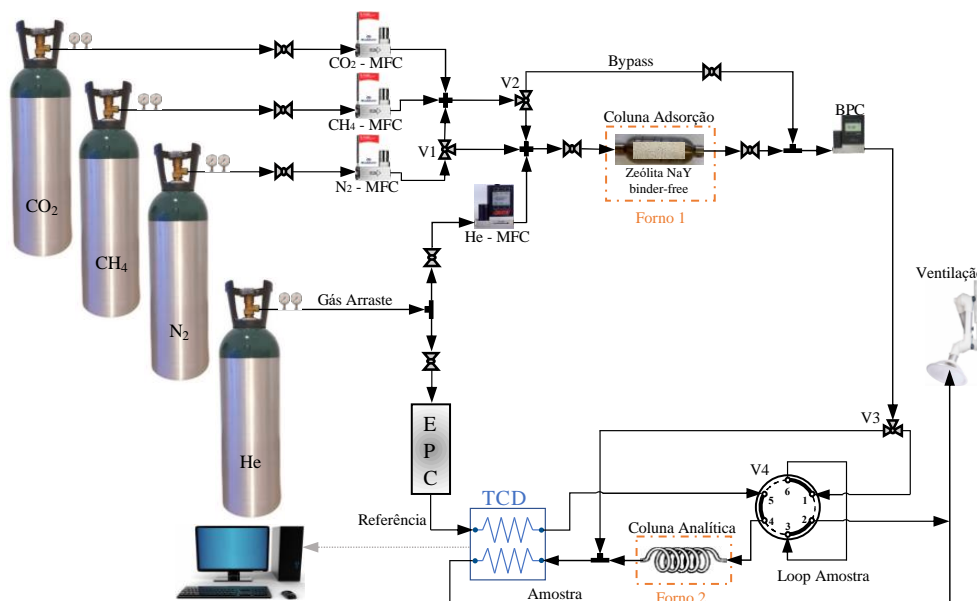 CO2 - MFC
V2
Bypass
BPC
CH4 - MFC
Coluna Adsorção
V1
N2 - MFC
Zeólita NaY
binder-free
Forno 1
CO2
He - MFC
CH4
Gás Arraste
Ventilação
N2
E
P
C
V3
He
TCD
V4
6
5
1
4
2
3
Referência
Coluna Analítica
Loop Amostra
Amostra
Forno 2